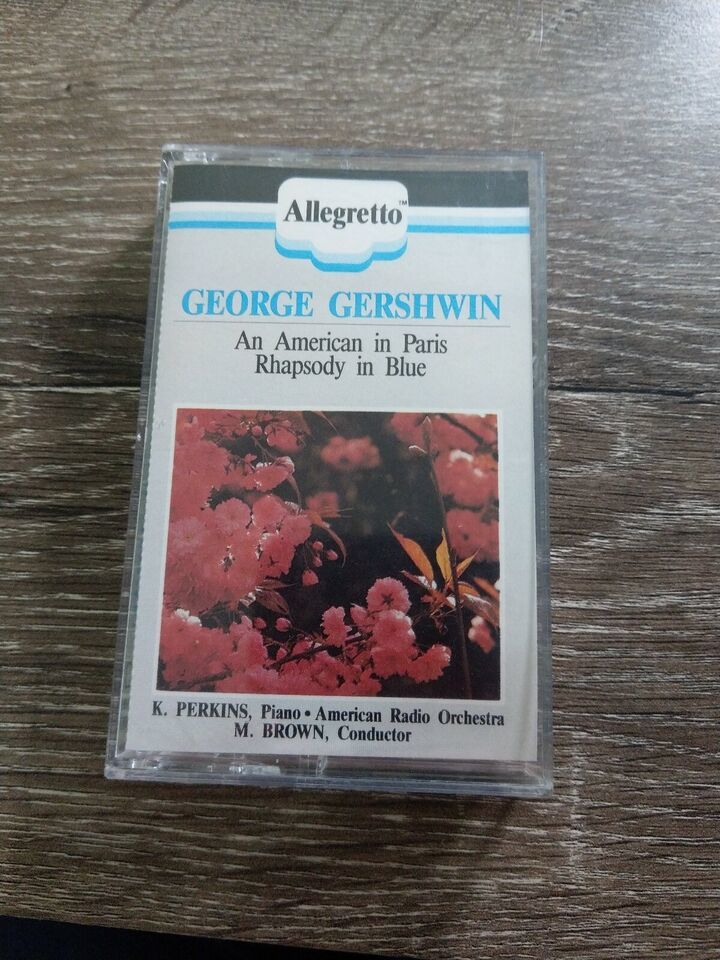 Allegretto™
GEORGE GERSHWIN
An American in Paris
Rhapsody in Blue
K. PERKINS, Piano • American Radio Orchestra
M. BROWN, Conductor